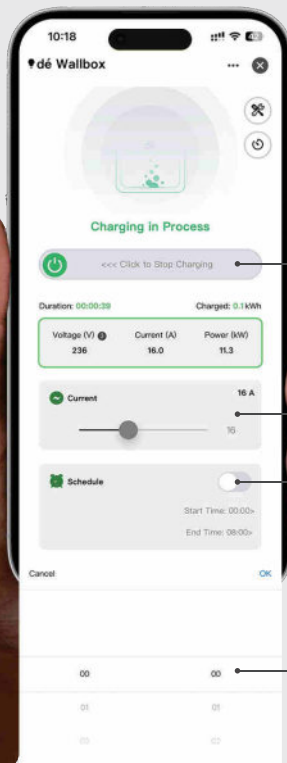 10:18
dé Wallbox
Charging in Process
<<< Click to Stop Charging
Duration: 00:00:39 Charged: 0.1 kWh
Voltage (V) Current (A) Power (kW)
236 16.0 11.3
Current 16 A
16
Schedule
Start Time: 00:00>
End Time: 08:00>
Cancel OK
00 00
01 01